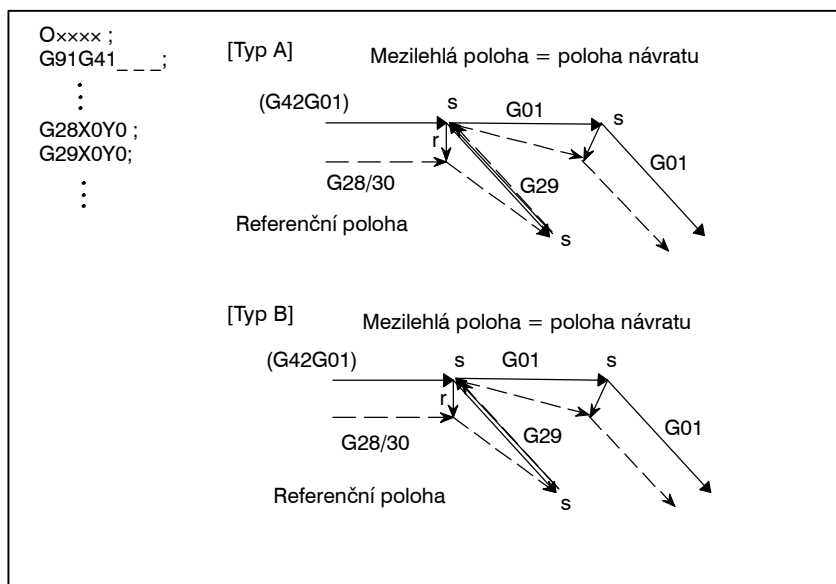 O×××× ;
G91G41_ _ _;
G28X0Y0 ;
G29X0Y0;
[Typ A]
Mezilehlá poloha = poloha návratu
(G42G01)
s
G01
s
r
G01
G28/30
G29
Referenční poloha
s
[Typ B]
Mezilehlá poloha = poloha návratu
(G42G01)
s
G01
s
r
G01
G28/30
G29
Referenční poloha
s